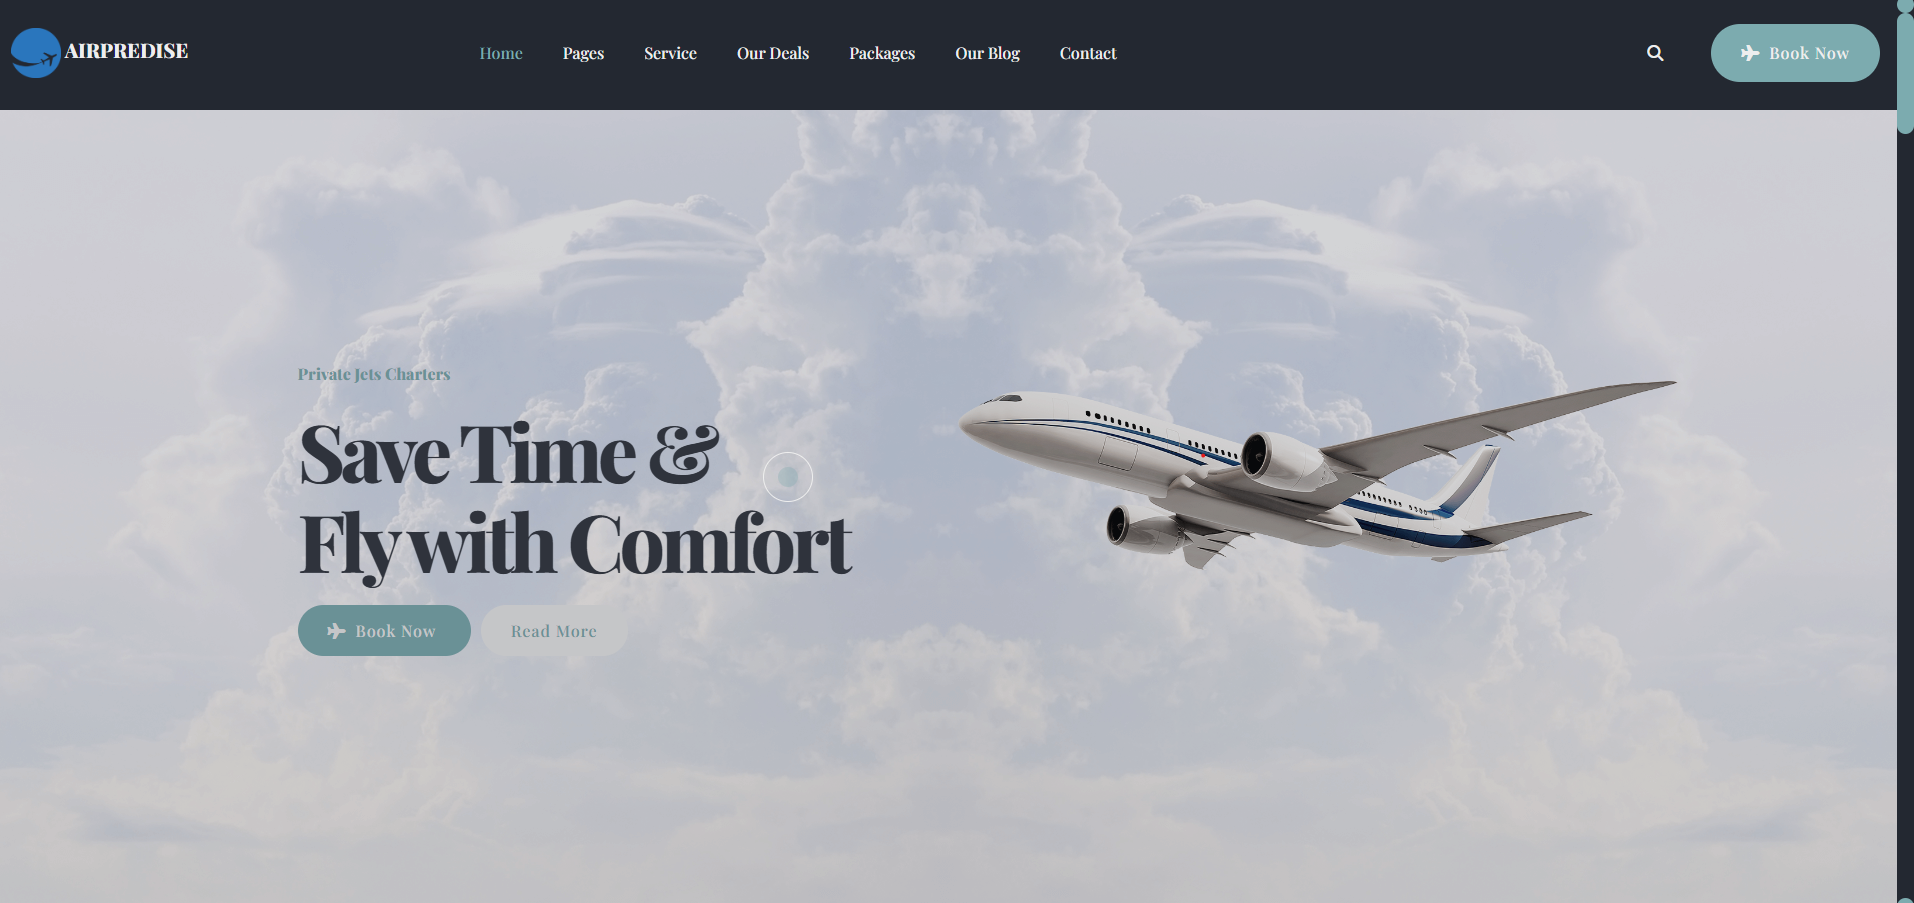 AIRPREDISE
Home Pages Service Our Deals Packages Our Blog Contact
Book Now
Private Jets Charters
Save Time &
Fly with Comfort
Book Now Read More